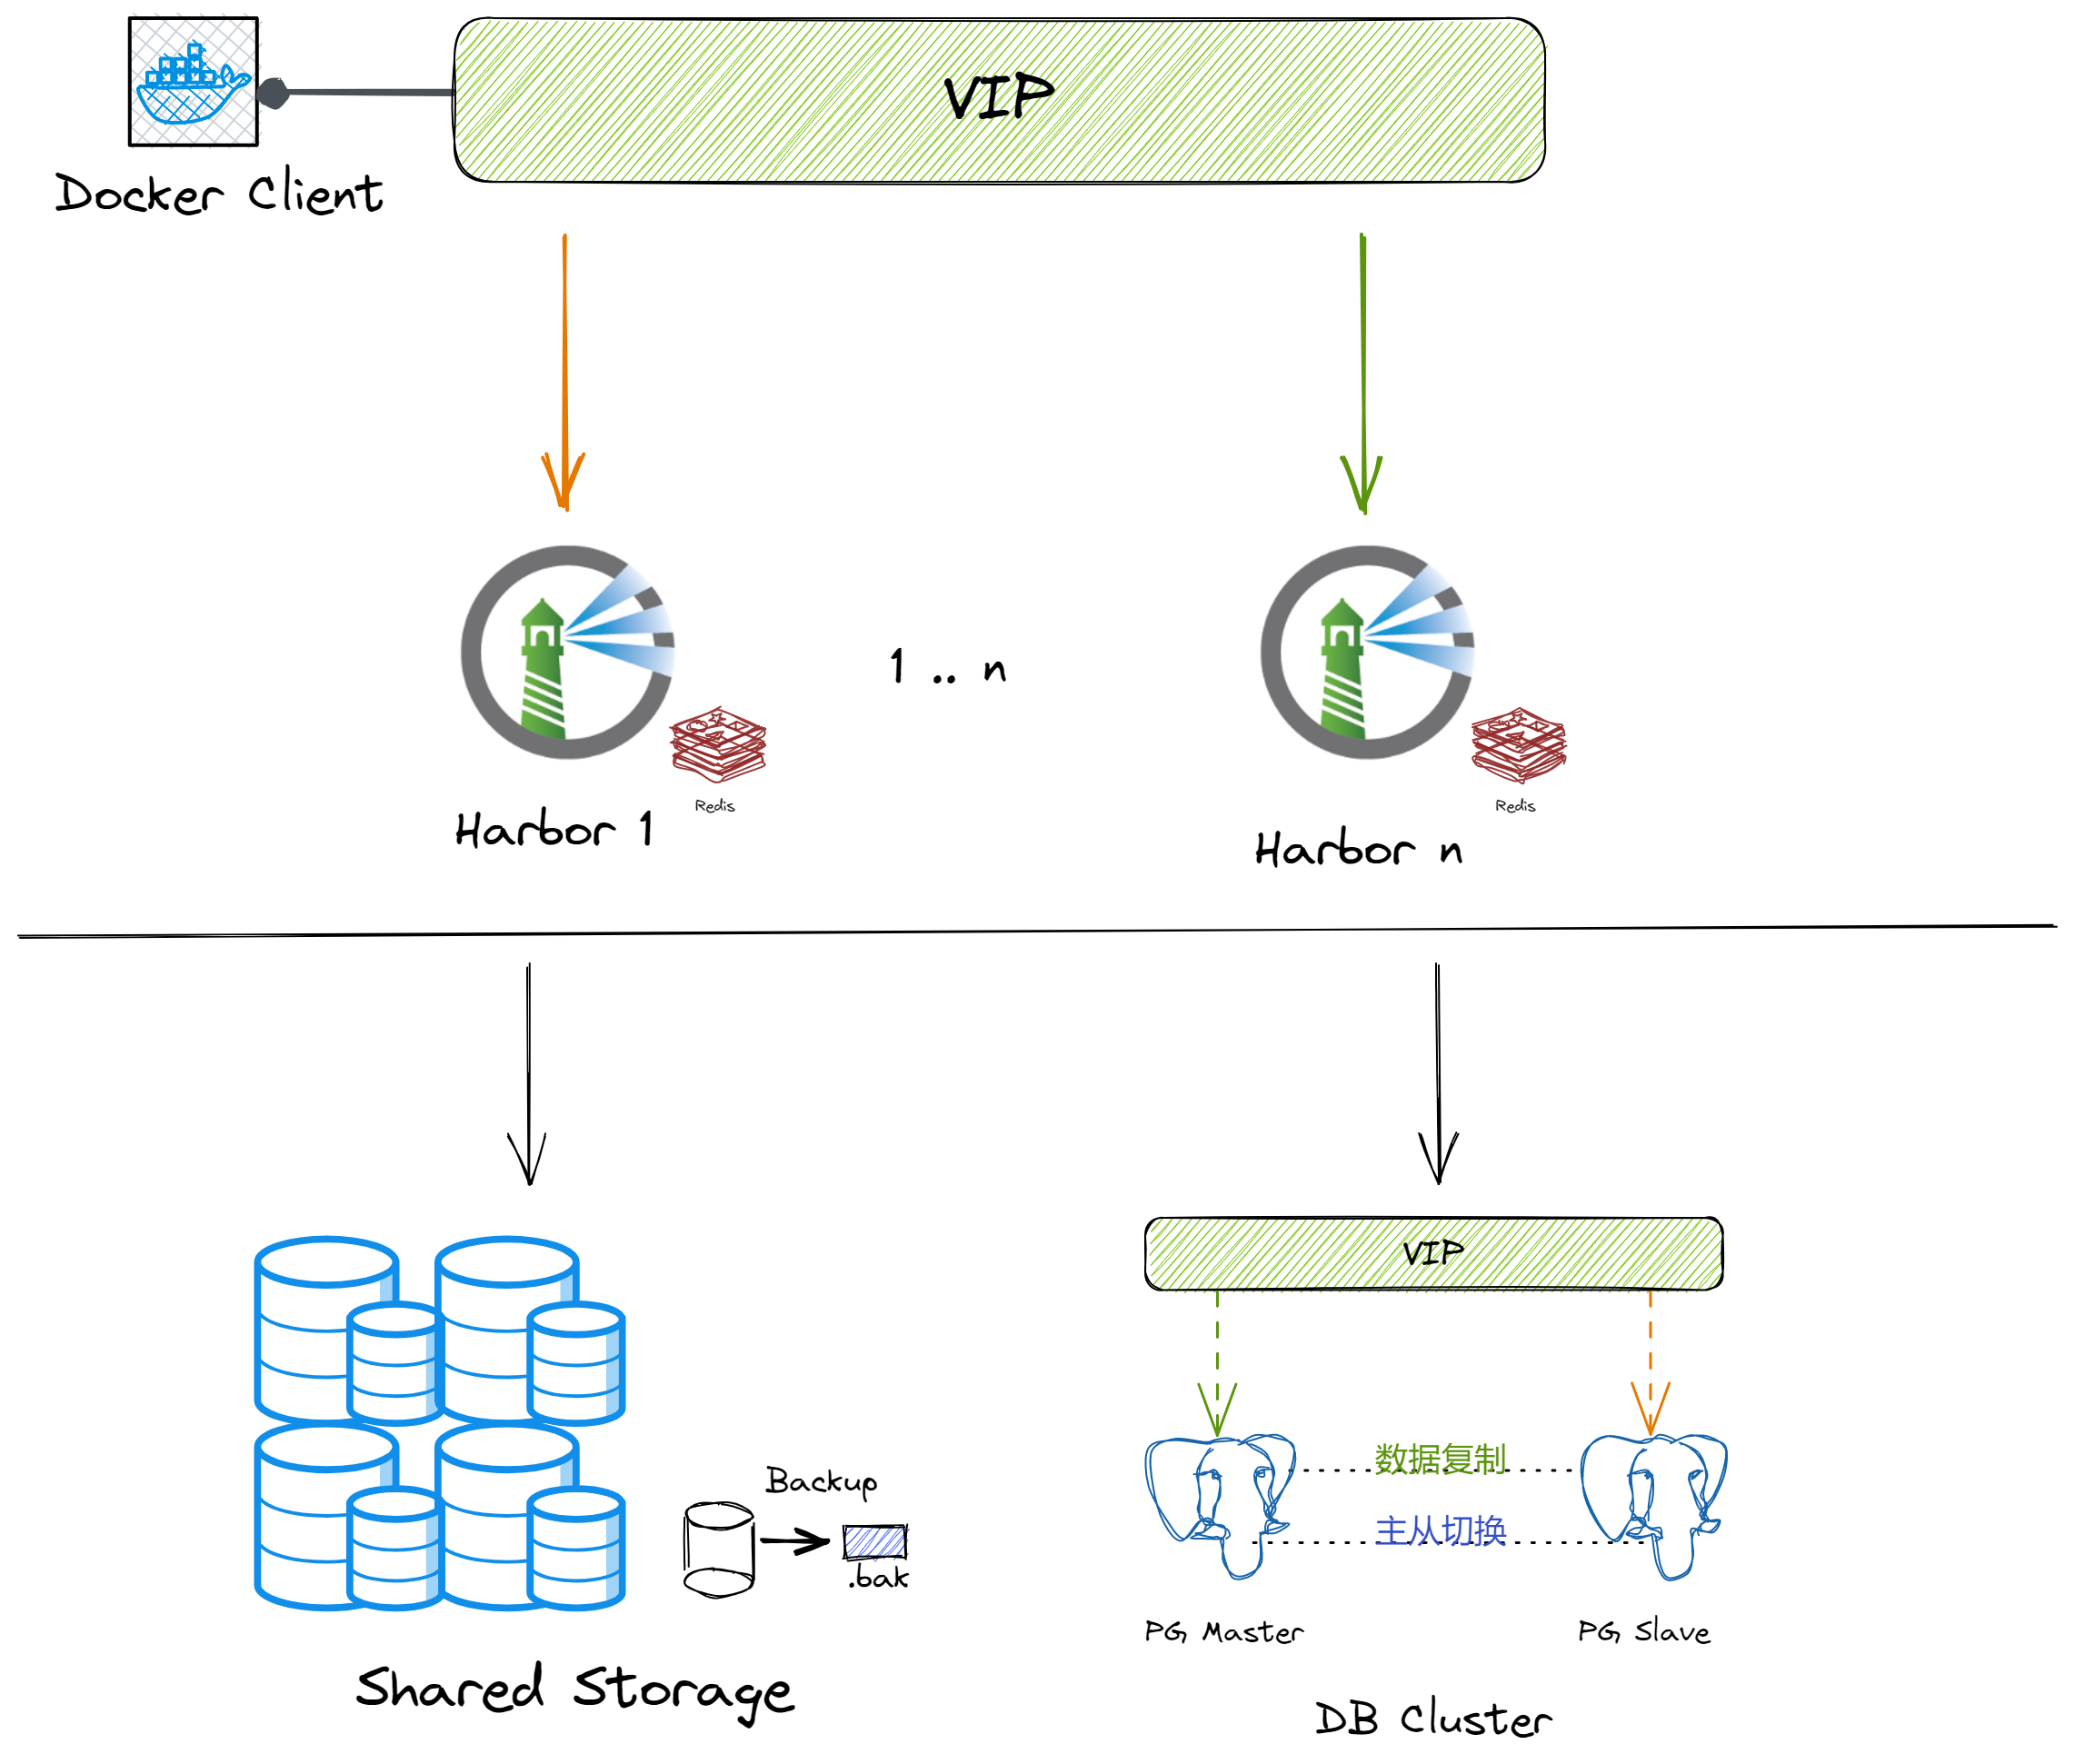 VIP
Docker Client
1 .. n
Redis
Redis
Harbor 1
Harbor n
VIP
数据复制
Backup
主从切换
.bak
PG Master
PG Slave
Shared Storage
DB Cluster